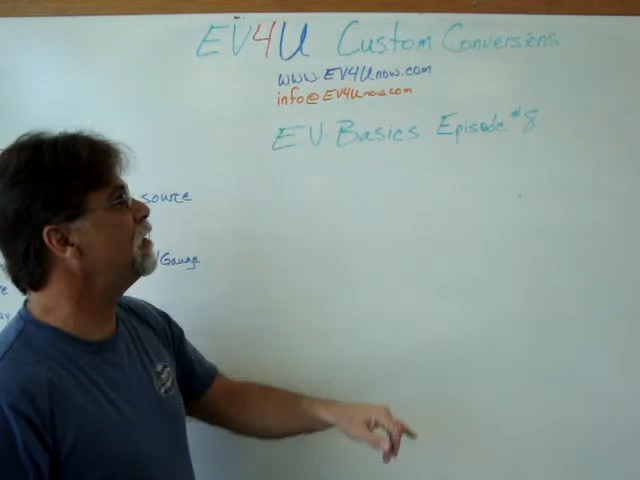 EV4U Custom Conversions
www.EV4Unow.com
info@EV4Unow.com
EV Basics Episode #8
source
/Gauge